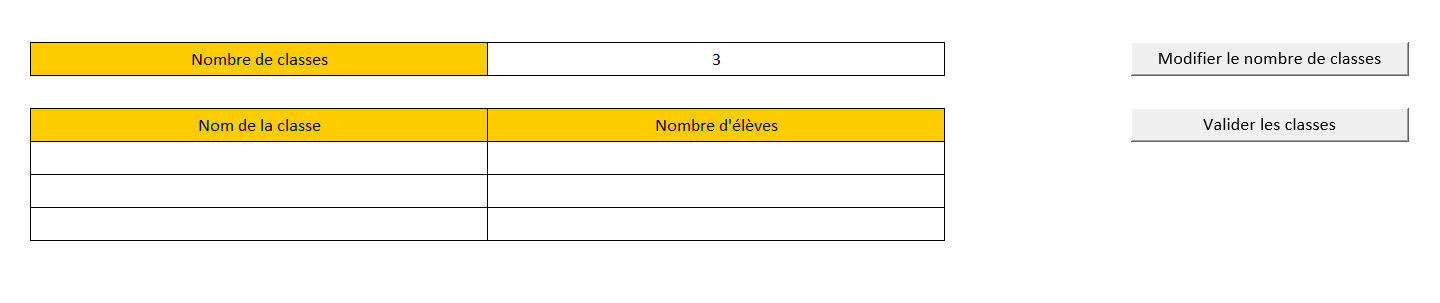 Nombre de classes 3 Modifier le nombre de classes
Nom de la classe Nombre d'élèves Valider les classes